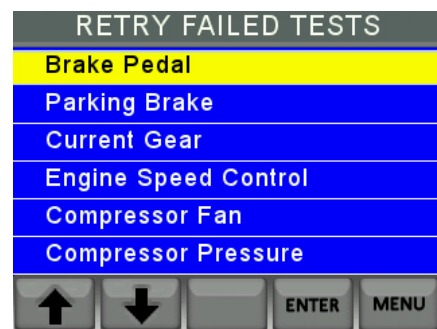 RETRY FAILED TESTS
Brake Pedal
Parking Brake
Current Gear
Engine Speed Control
Compressor Fan
Compressor Pressure
ENTER MENU